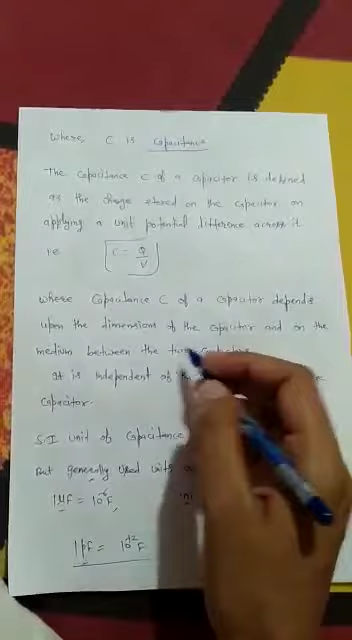 Where, C is Capacitance
The Capacitance C of a capacitor is defined
as the charge stored on the capacitor on
applying a unit potential difference across it.
i.e C = Q/V
where Capacitance C of a capacitor depends
upon the dimensions of the capacitor and on the
medium between the two
It is independent of
Capacitor.
S.I unit of Capacitance
But generally used units
1μF = 10⁻⁶F,
1pF = 10⁻¹²F